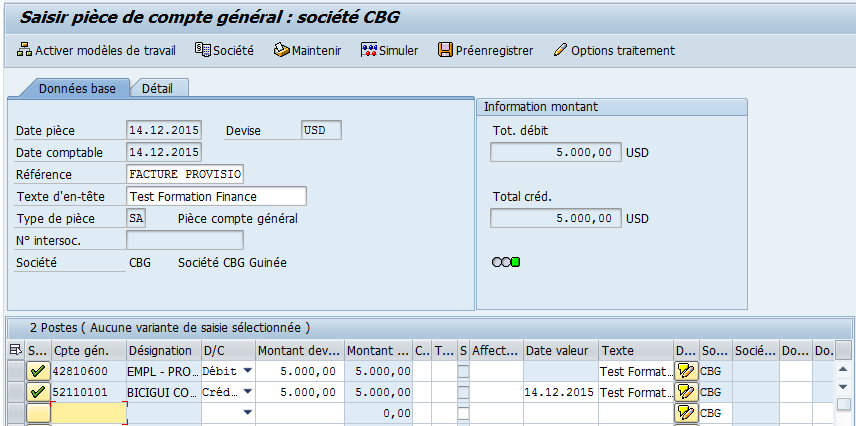 Saisir pièce de compte général : société CBG
Activer modèles de travail Société Maintenir Simuler Préenregistrer Options traitement
Données base Détail
Information montant
Date pièce 14.12.2015 Devise USD
Tot. débit
Date comptable 14.12.2015
5.000,00 USD
Référence FACTURE PROVISIO
Texte d'en-tête Test Formation Finance
Total créd.
Type de pièce SA Pièce compte général
5.000,00 USD
N° intersoc.
Société CBG Société CBG Guinée
2 Postes ( Aucune variante de saisie sélectionnée )
S... Cpte gén. Désignation D/C Montant dev... Montant ... C.. T... S Affect... Date valeur Texte D... So... Socié... Do... Do..
42810600 EMPL - PRO... Débit 5.000,00 5.000,00 Test Format... CBG
52110101 BICIGUI CO... Créd... 5.000,00 5.000,00 14.12.2015 Test Format... CBG
0,00 CBG